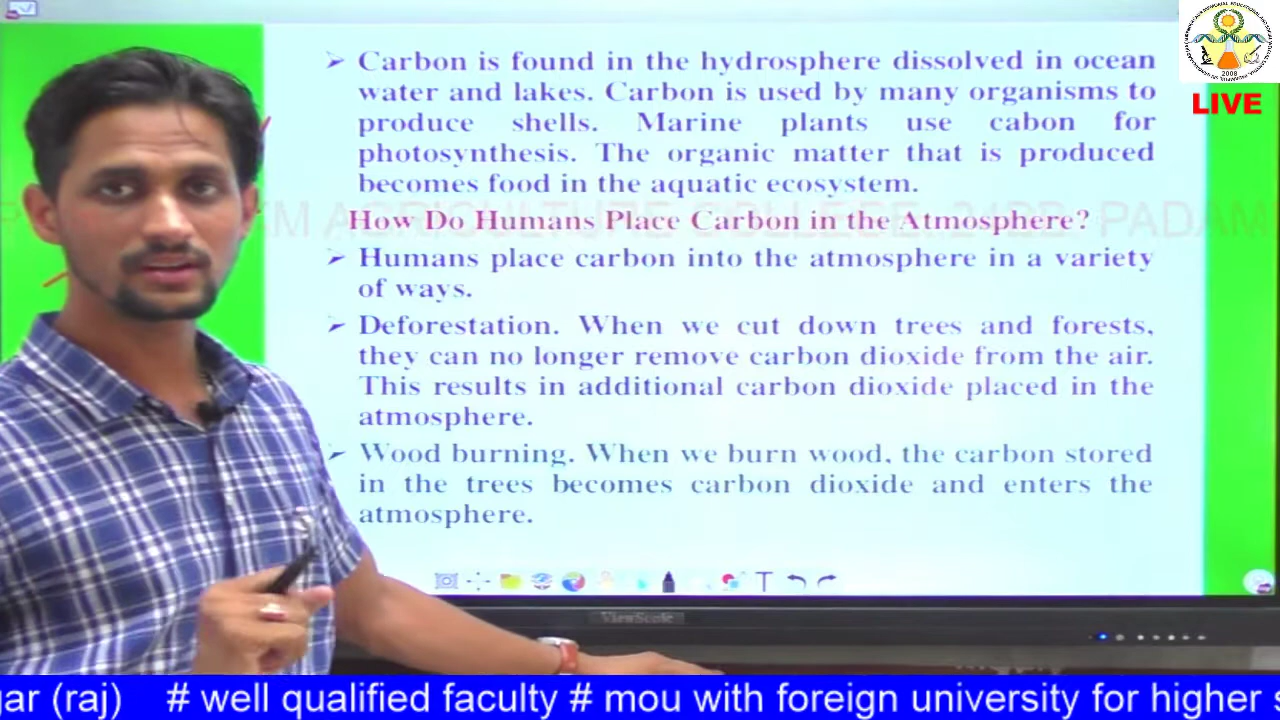 ➢ Carbon is found in the hydrosphere dissolved in ocean
water and lakes. Carbon is used by many organisms to
produce shells. Marine plants use cabon for
photosynthesis. The organic matter that is produced
becomes food in the aquatic ecosystem.
How Do Humans Place Carbon in the Atmosphere?
➢ Humans place carbon into the atmosphere in a variety
of ways.
➢ Deforestation. When we cut down trees and forests,
they can no longer remove carbon dioxide from the air.
This results in additional carbon dioxide placed in the
atmosphere.
➢ Wood burning. When we burn wood, the carbon stored
in the trees becomes carbon dioxide and enters the
atmosphere.
AGRICULTURE COLLEGE, PADAM
2008
LIVE
T
ViewScole
gar (raj) # well qualified faculty # mou with foreign university for higher s